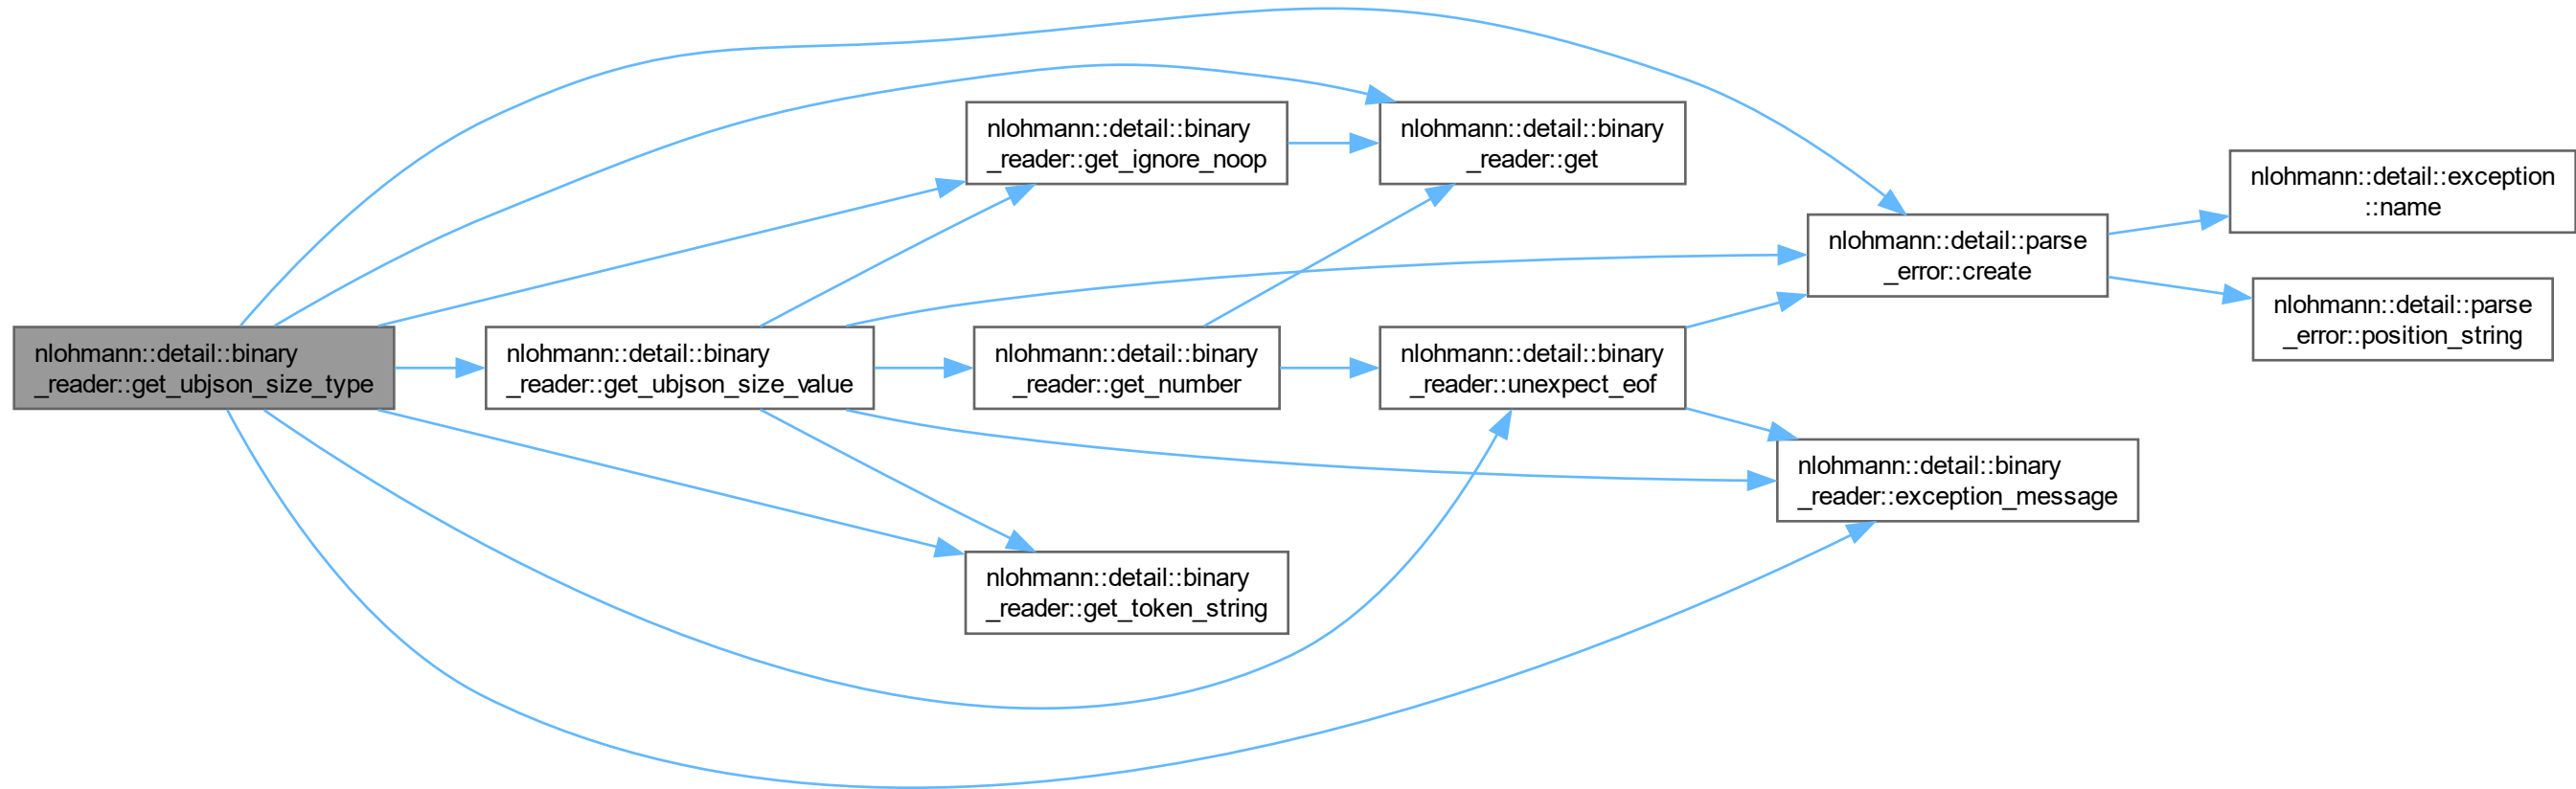 nlohmann::detail::binary
_reader::get_ubjson_size_type
nlohmann::detail::binary
_reader::get_ubjson_size_value
nlohmann::detail::binary
_reader::get_ignore_noop
nlohmann::detail::binary
_reader::get_number
nlohmann::detail::binary
_reader::get_token_string
nlohmann::detail::binary
_reader::get
nlohmann::detail::binary
_reader::unexpect_eof
nlohmann::detail::parse
_error::create
nlohmann::detail::binary
_reader::exception_message
nlohmann::detail::exception
::name
nlohmann::detail::parse
_error::position_string